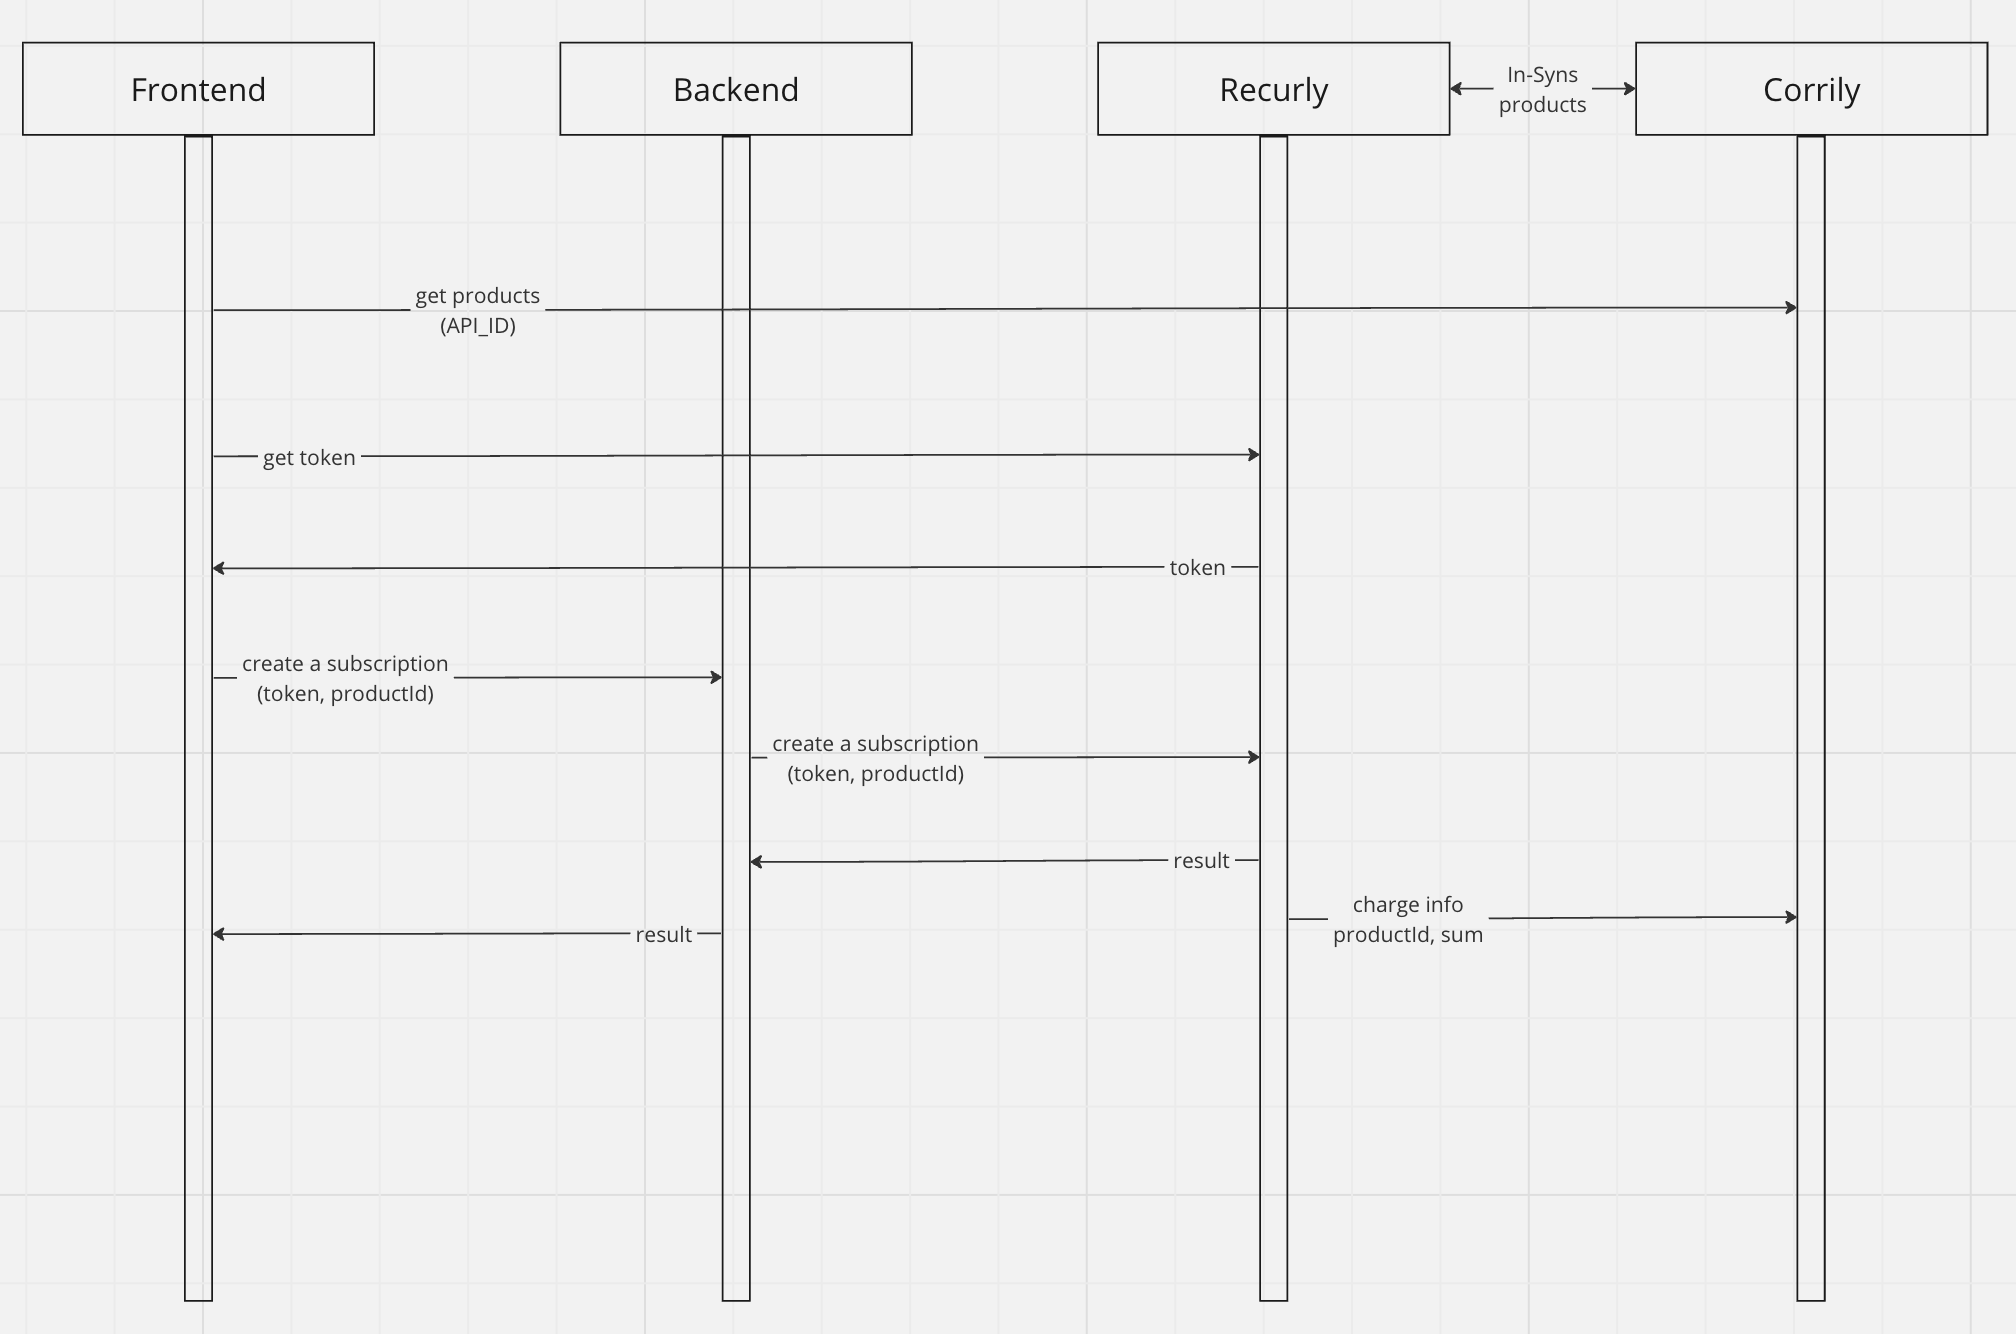 Frontend
Backend
Recurly
In-Syns
products
Corrily
get products
(API_ID)
get token
token
create a subscription
(token, productId)
create a subscription
(token, productId)
result
charge info
productId, sum
result